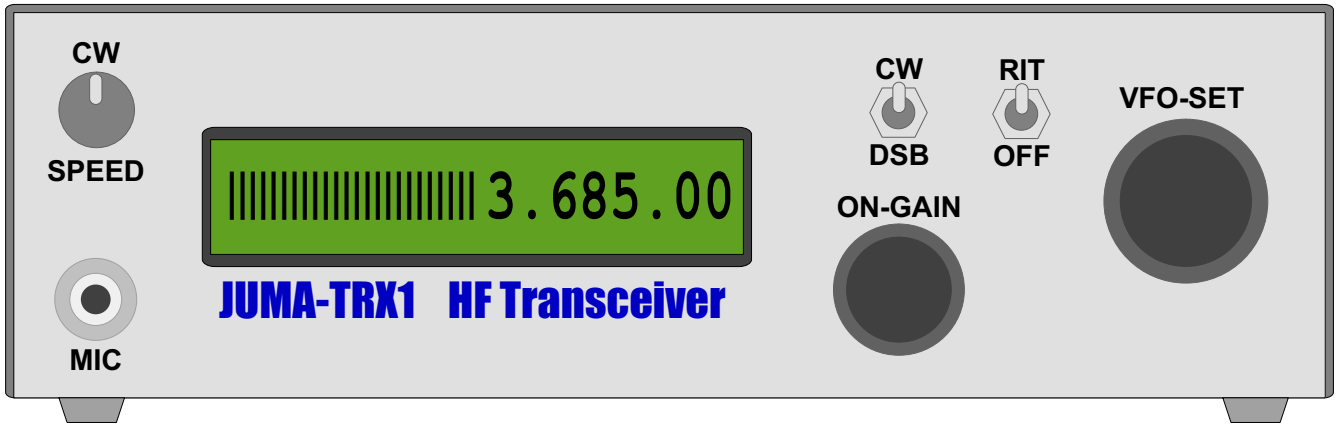 CW
SPEED
MIC
3.685.00
JUMA-TRX1 HF Transceiver
CW
DSB
RIT
OFF
ON-GAIN
VFO-SET